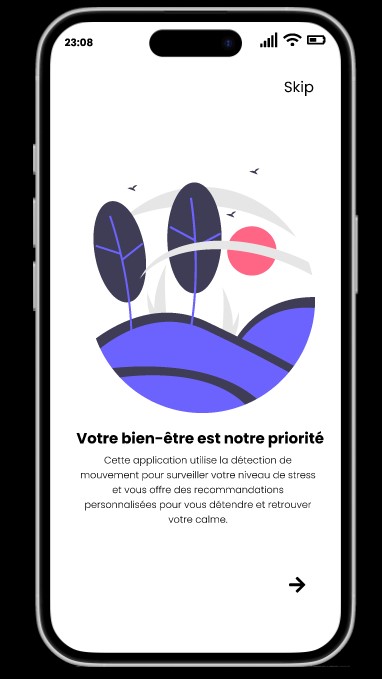 23:08
Skip
Votre bien-être est notre priorité
Cette application utilise la détection de
mouvement pour surveiller votre niveau de stress
et vous offre des recommandations
personnalisées pour vous détendre et retrouver
votre calme.